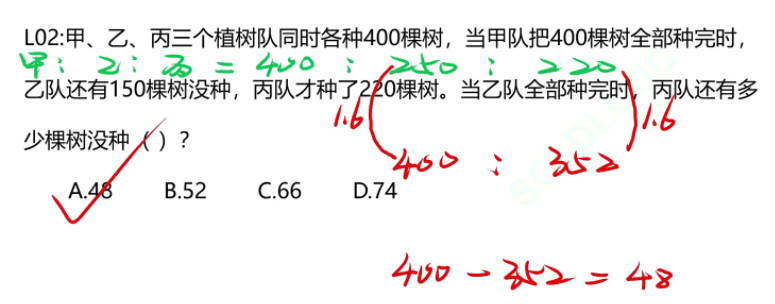 L02:甲、乙、丙三个植树队同时各种400棵树，当甲队把400棵树全部种完时，
甲：乙：丙 = 400 ： 250 ： 220
乙队还有150棵树没种，丙队才种了220棵树。当乙队全部种完时，丙队还有多
1.6 1.6
少棵树没种（ ）？
400 ： 352
A.48 B.52 C.66 D.74
400 - 352 = 48